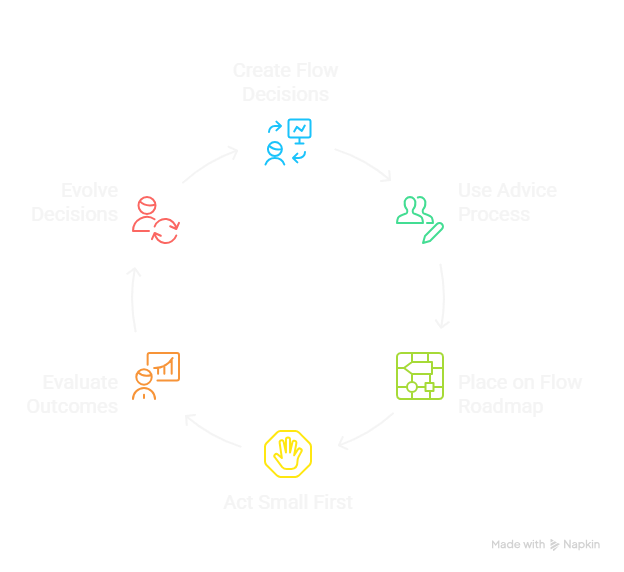 Create Flow
Decisions
Use Advice
Process
Place on Flow
Roadmap
Act Small First
Evaluate
Outcomes
Evolve
Decisions
Made with Napkin